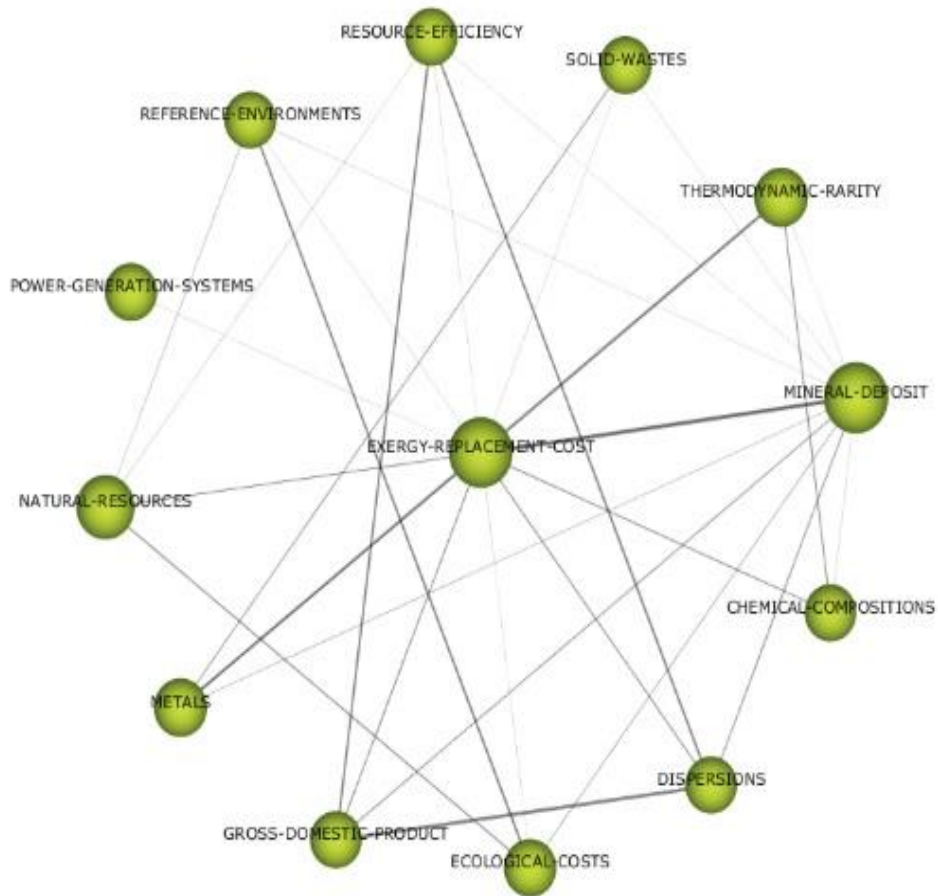 RESOURCE-EFFICIENCY
SOLID-WASTES
REFERENCE-ENVIRONMENTS
THERMODYNAMIC-RARITY
POWER-GENERATION-SYSTEMS
MINERAL-DEPOSIT
EXERGY-REPLACEMENT-COST
NATURAL-RESOURCES
CHEMICAL-COMPOSITIONS
METALS
DISPERSIONS
GROSS-DOMESTIC-PRODUCT
ECOLOGICAL-COSTS